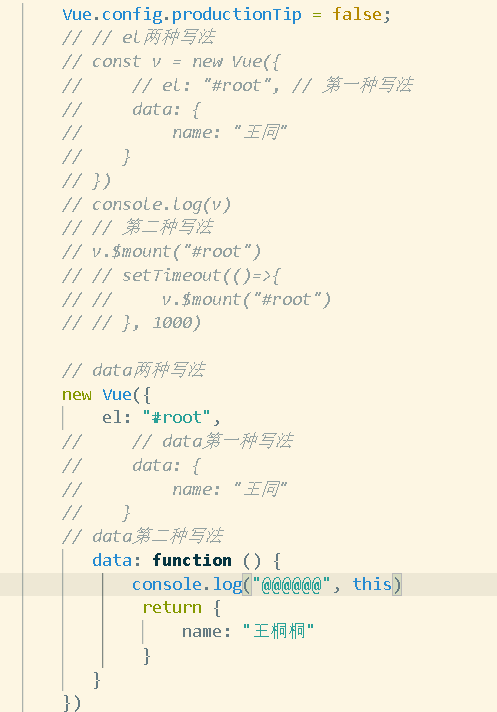 Vue.config.productionTip = false;
// // el两种写法
// const v = new Vue({
//     // el: "#root", // 第一种写法
//     data: {
//         name: "王同"
//    }
// })
// console.log(v)
// // 第二种写法
// v.$mount("#root")
// // setTimeout(()=>{
// //     v.$mount("#root")
// // }, 1000)
// data两种写法
new Vue({
    el: "#root",
//     // data第一种写法
//     data: {
//         name: "王同"
//    }
// data第二种写法
   data: function () {
       console.log("@@@@@@", this)
        return {
            name: "王桐桐"
        }
   }
})